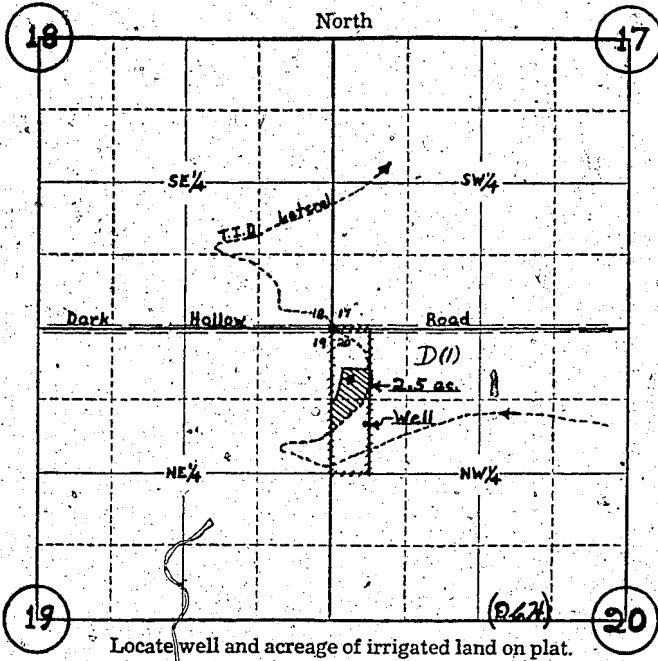 North
18 17
SE¼ SW¼
T.I.D. Lateral
18 17
Dark Hollow Road
19 20
D(1)
2.5 ac.
Well
NE¼ NW¼
19 20
Locate well and acreage of irrigated land on plat.